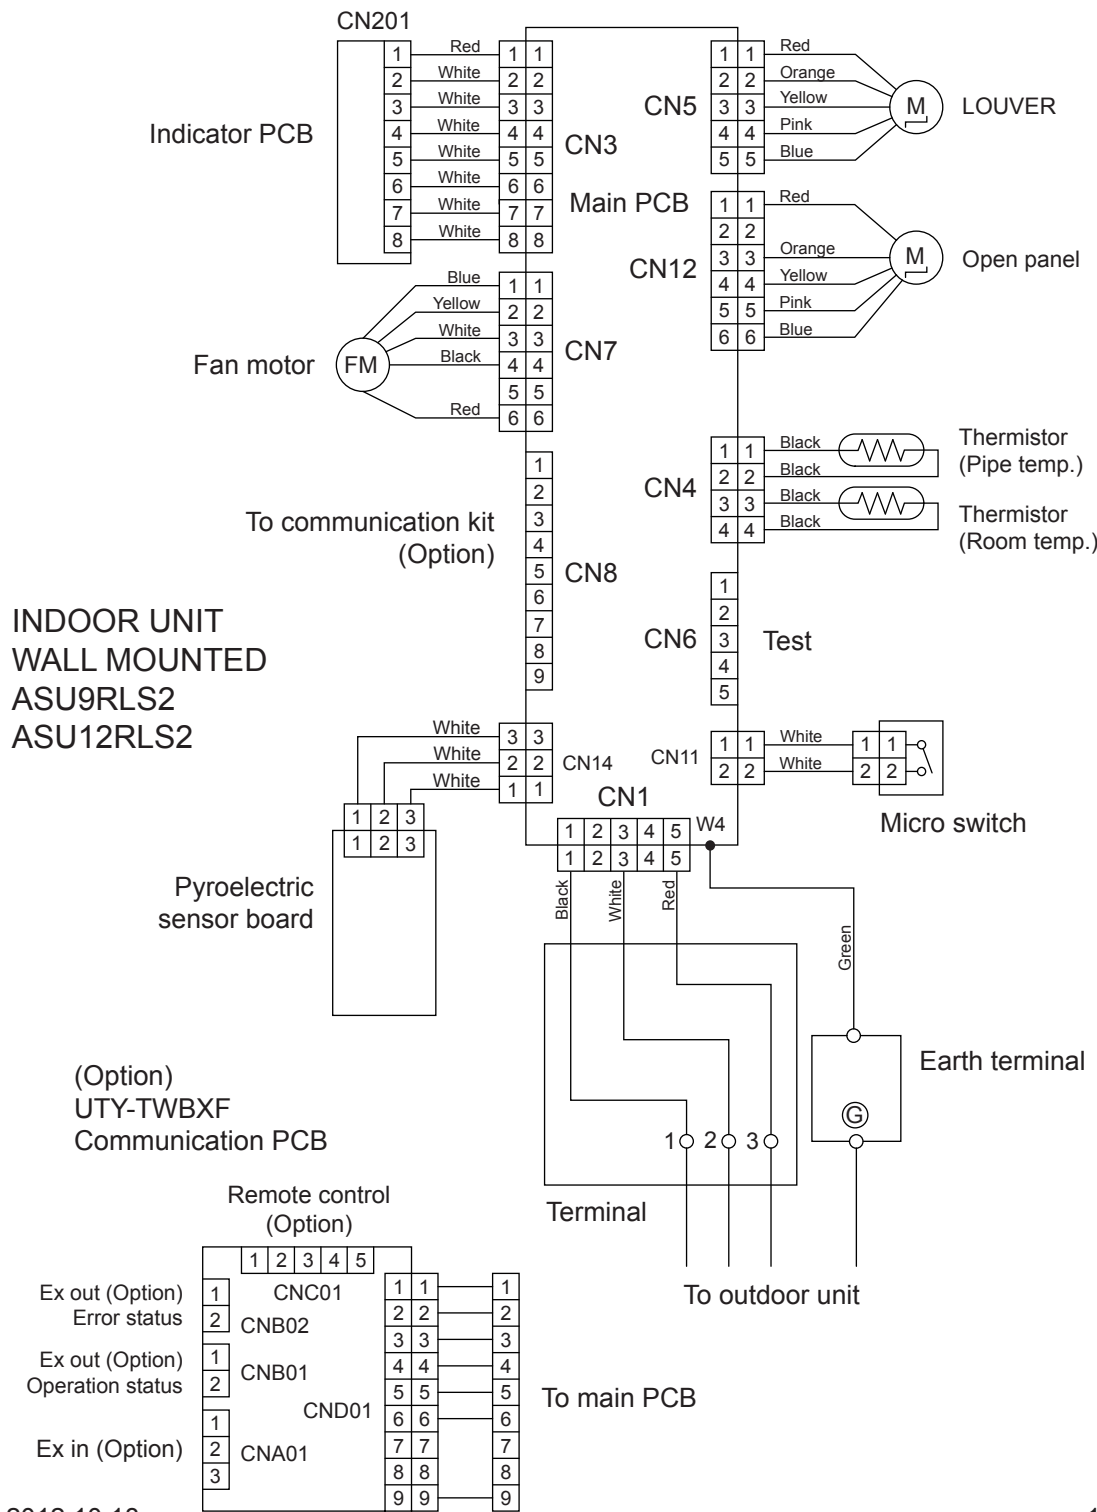 CN201
1 Red 1 1
2 White 2 2
3 White 3 3
4 White 4 4
5 White 5 5
6 White 6 6
7 White 7 7
8 White 8 8
Indicator PCB
CN3
Main PCB
1 1 Red
2 2 Orange
3 3 Yellow
4 4 Pink
5 5 Blue
CN5
M
LOUVER
1 1 Red
2 2
3 3 Orange
4 4 Yellow
5 5 Pink
6 6 Blue
CN12
M
Open panel
Blue 1 1
Yellow 2 2
White 3 3
Black 4 4
5 5
Red 6 6
Fan motor
FM
CN7
1 1 Black
2 2 Black
3 3 Black
4 4 Black
CN4
Thermistor
(Pipe temp.)
Thermistor
(Room temp.)
To communication kit
(Option)
1
2
3
4
5
6
7
8
9
CN8
1
2
3
4
5
CN6
Test
INDOOR UNIT
WALL MOUNTED
ASU9RLS2
ASU12RLS2
White 3 3
White 2 2
White 1 1
CN14
1 2 3
1 2 3
Pyroelectric
sensor board
CN11
1 1 White 1 1
2 2 White 2 2
Micro switch
CN1
1 2 3 4 5 W4
1 2 3 4 5
Black
White
Red
Green
Earth terminal
G
1 2 3
Terminal
To outdoor unit
(Option)
UTY-TWBXF
Communication PCB
Remote control
(Option)
1 2 3 4 5
CNC01
Ex out (Option)
Error status
1
2
CNB02
Ex out (Option)
Operation status
1
2
CNB01
Ex in (Option)
1
2
3
CNA01
CND01
1 1 1
2 2 2
3 3 3
4 4 4
5 5 5
6 6 6
7 7 7
8 8 8
9 9 9
To main PCB